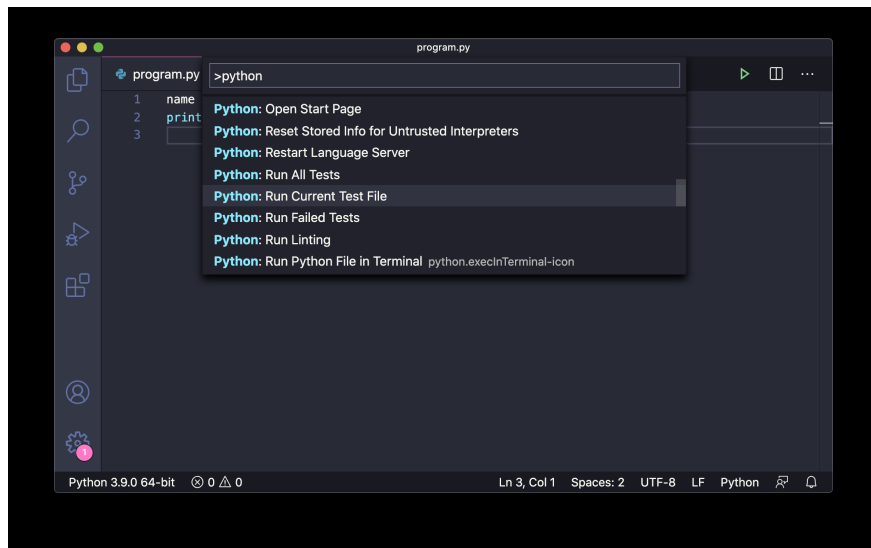 program.py
program.py
>python
1 name
2 print
3
Python: Open Start Page
Python: Reset Stored Info for Untrusted Interpreters
Python: Restart Language Server
Python: Run All Tests
Python: Run Current Test File
Python: Run Failed Tests
Python: Run Linting
Python: Run Python File in Terminal python.execInTerminal-icon
1
Python 3.9.0 64-bit 0 0 Ln 3, Col 1 Spaces: 2 UTF-8 LF Python